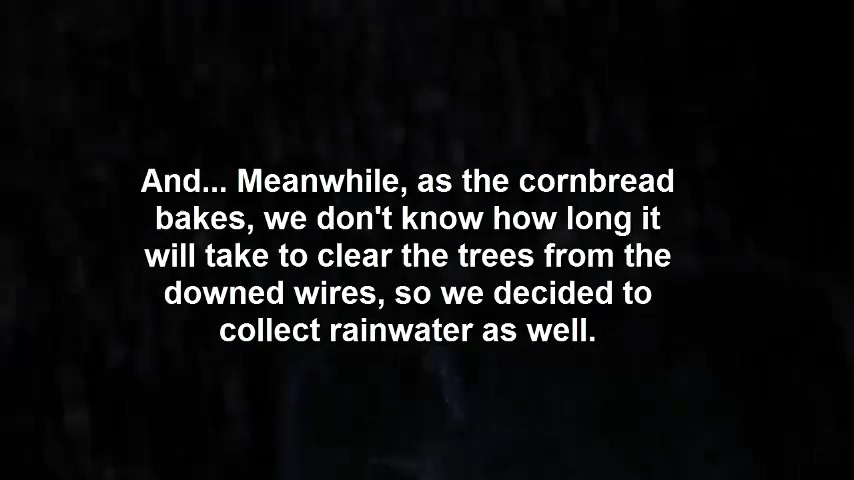 And... Meanwhile, as the cornbread
bakes, we don't know how long it
will take to clear the trees from the
downed wires, so we decided to
collect rainwater as well.